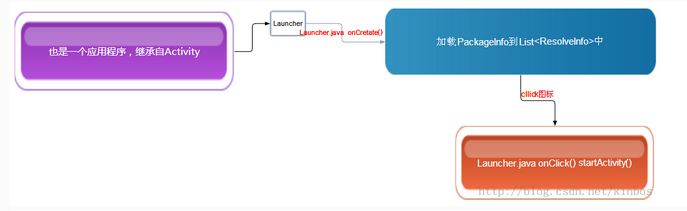 也是一个应用程序，继承自Activity
Launcher
Launcher.java onCretate()
加载PackageInfo到List<ResolveInfo>中
cllick图标
Launcher.java onClick() startActivity()
http://blog.csdn.net/kinbos